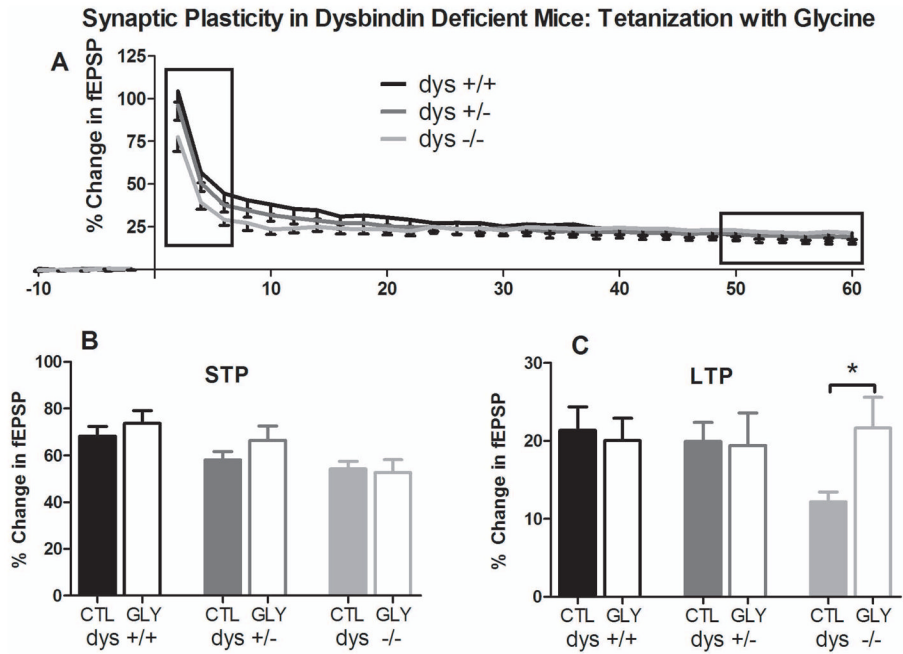 Synaptic Plasticity in Dysbindin Deficient Mice: Tetanization with Glycine
A
% Change in fEPSP
125
100
75
50
25
dys +/+
dys +/-
dys -/-
-10 10 20 30 40 50 60
B
STP
% Change in fEPSP
100
80
60
40
20
0
CTL GLY CTL GLY CTL GLY
dys +/+ dys +/- dys -/-
C
LTP
*
% Change in fEPSP
30
20
10
0
CTL GLY CTL GLY CTL GLY
dys +/+ dys +/- dys -/-